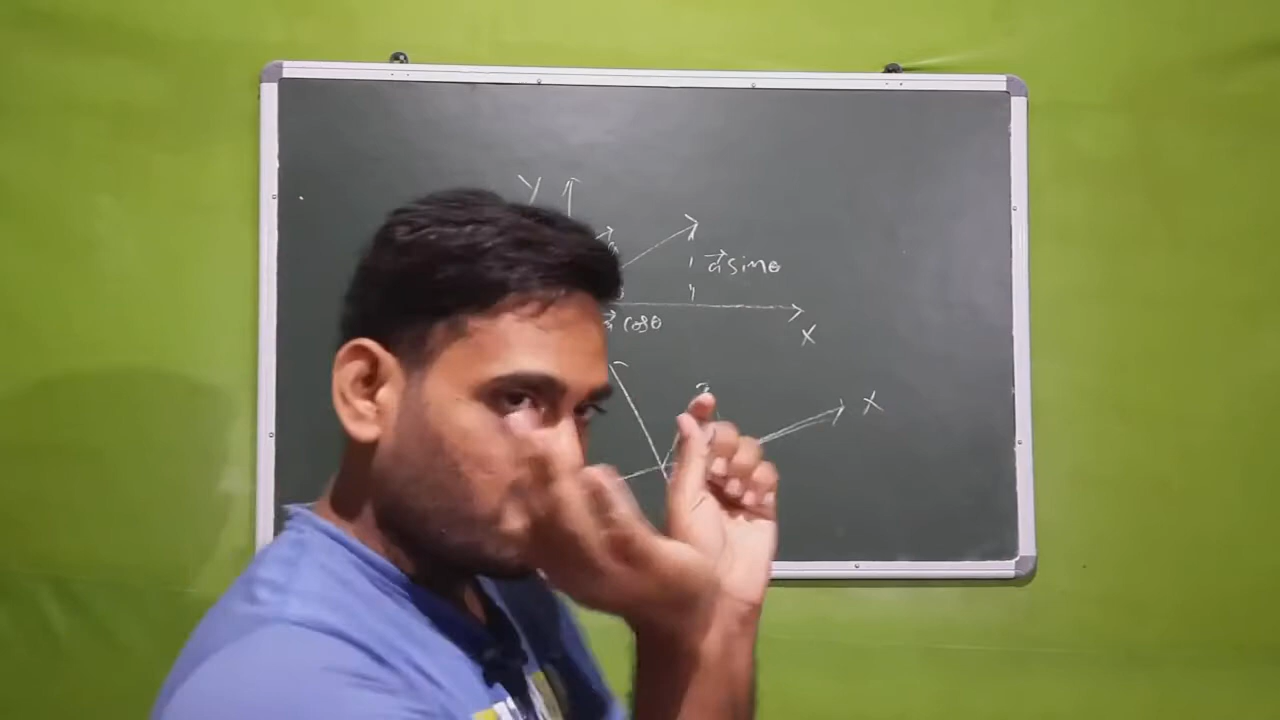 Y
a⃗ sinθ
a⃗ cosθ
X
X